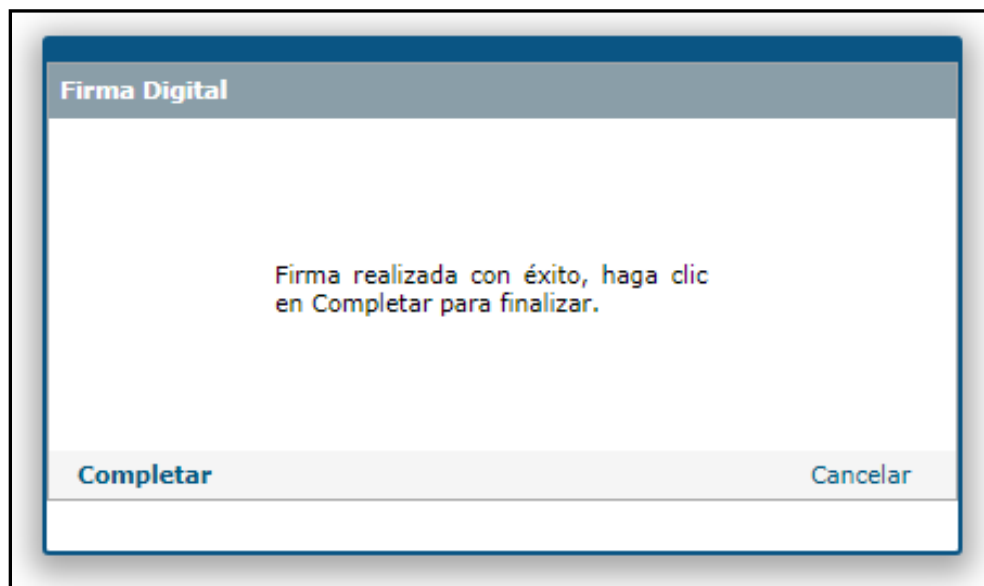 Firma Digital
Firma realizada con éxito, haga clic
en Completar para finalizar.
Completar
Cancelar